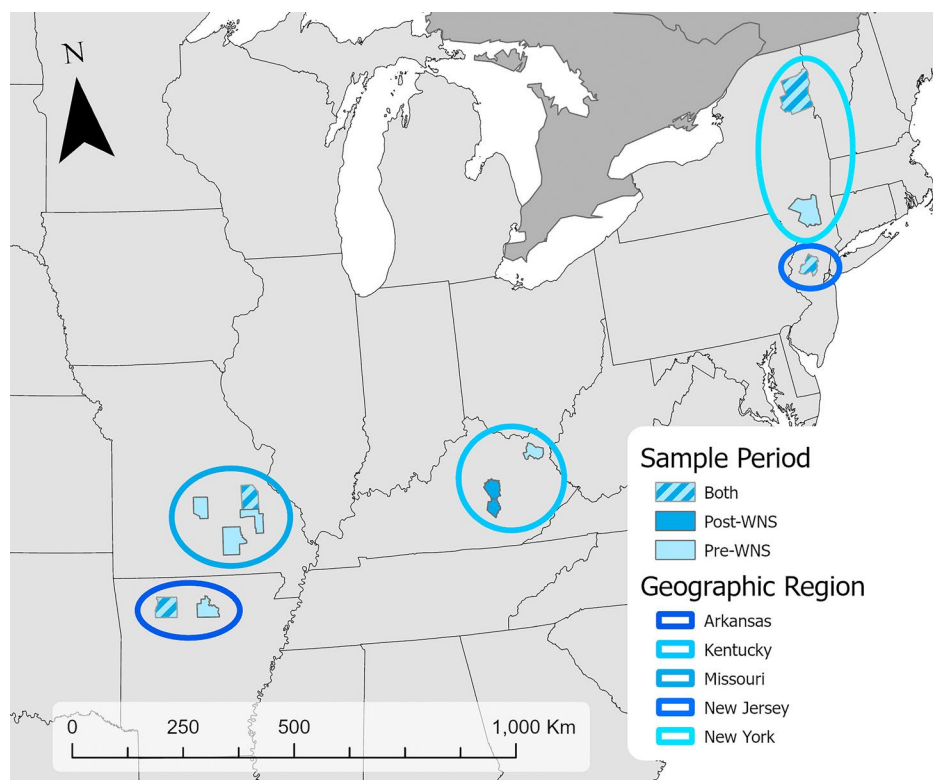 N
Sample Period
Both
Post-WNS
Pre-WNS
Geographic Region
Arkansas
Kentucky
Missouri
New Jersey
New York
0 250 500 1,000 Km